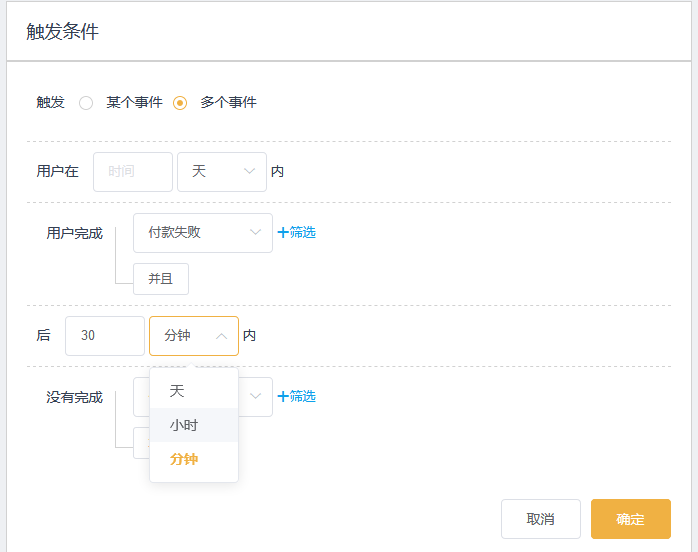 触发条件
触发 某个事件 多个事件
用户在 时间 天 内
用户完成 付款失败 +筛选
并且
后 30 分钟 内
没有完成 +筛选
天
小时
分钟
取消 确定